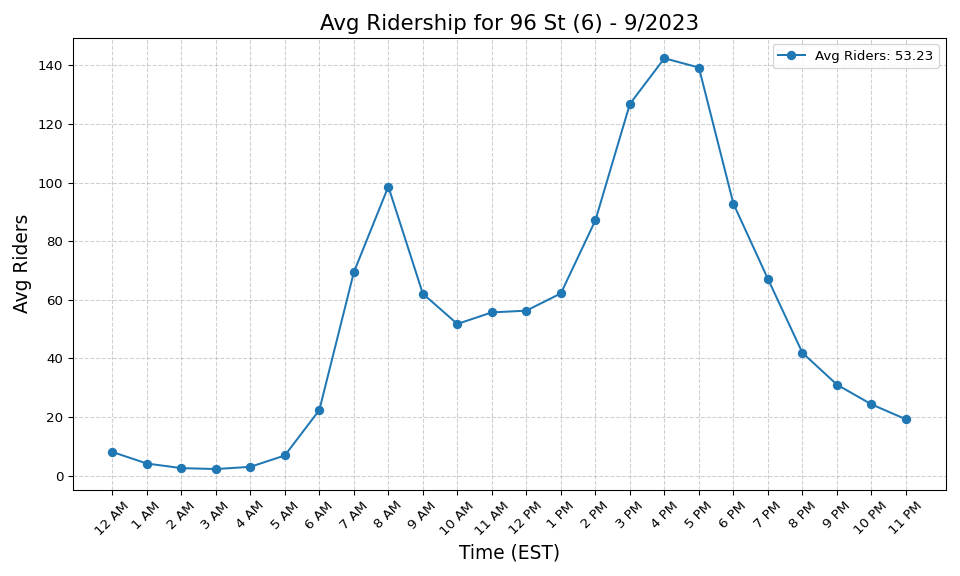 Avg Ridership for 96 St (6) - 9/2023
Avg Riders: 53.23
Avg Riders
140
120
100
80
60
40
20
0
12 AM
1 AM
2 AM
3 AM
4 AM
5 AM
6 AM
7 AM
8 AM
9 AM
10 AM
11 AM
12 PM
1 PM
2 PM
3 PM
4 PM
5 PM
6 PM
7 PM
8 PM
9 PM
10 PM
11 PM
Time (EST)